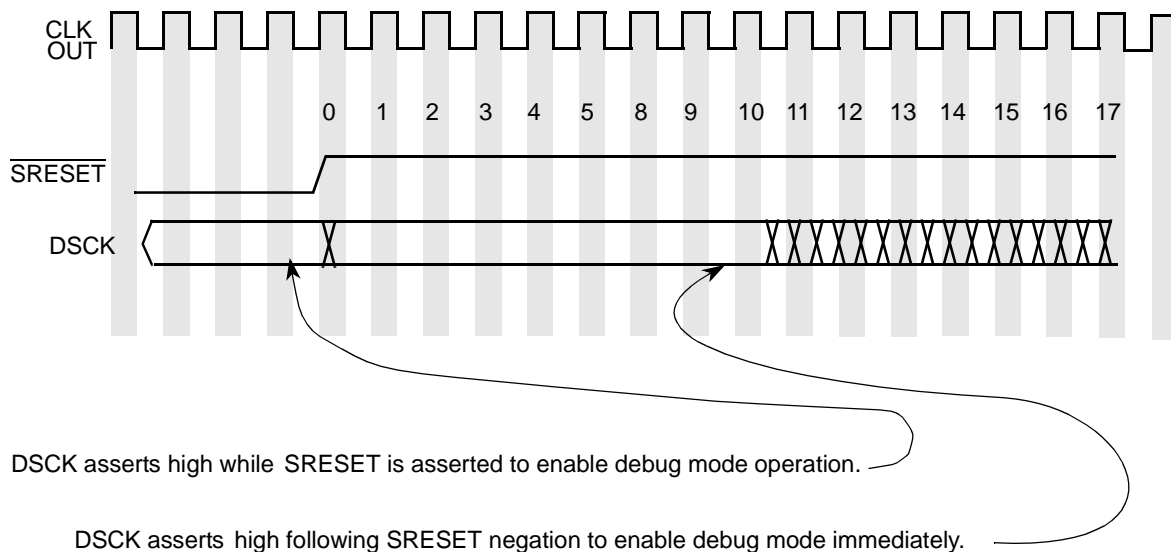 CLK
OUT
0 1 2 3 4 5 8 9 10 11 12 13 14 15 16 17
SRESET
DSCK
DSCK asserts high while SRESET is asserted to enable debug mode operation.
DSCK asserts high following SRESET negation to enable debug mode immediately.